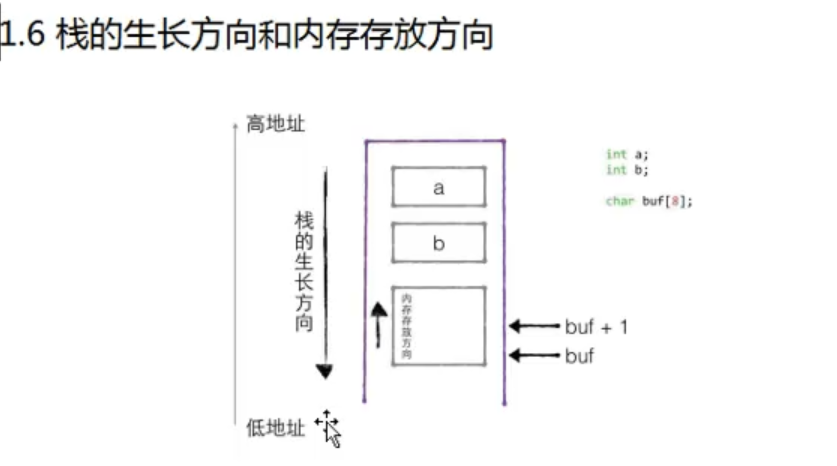 1.6 栈的生长方向和内存存放方向
高地址
int a;
int b;
char buf[8];
a
栈的生长方向
b
内存存放方向
buf + 1
buf
低地址